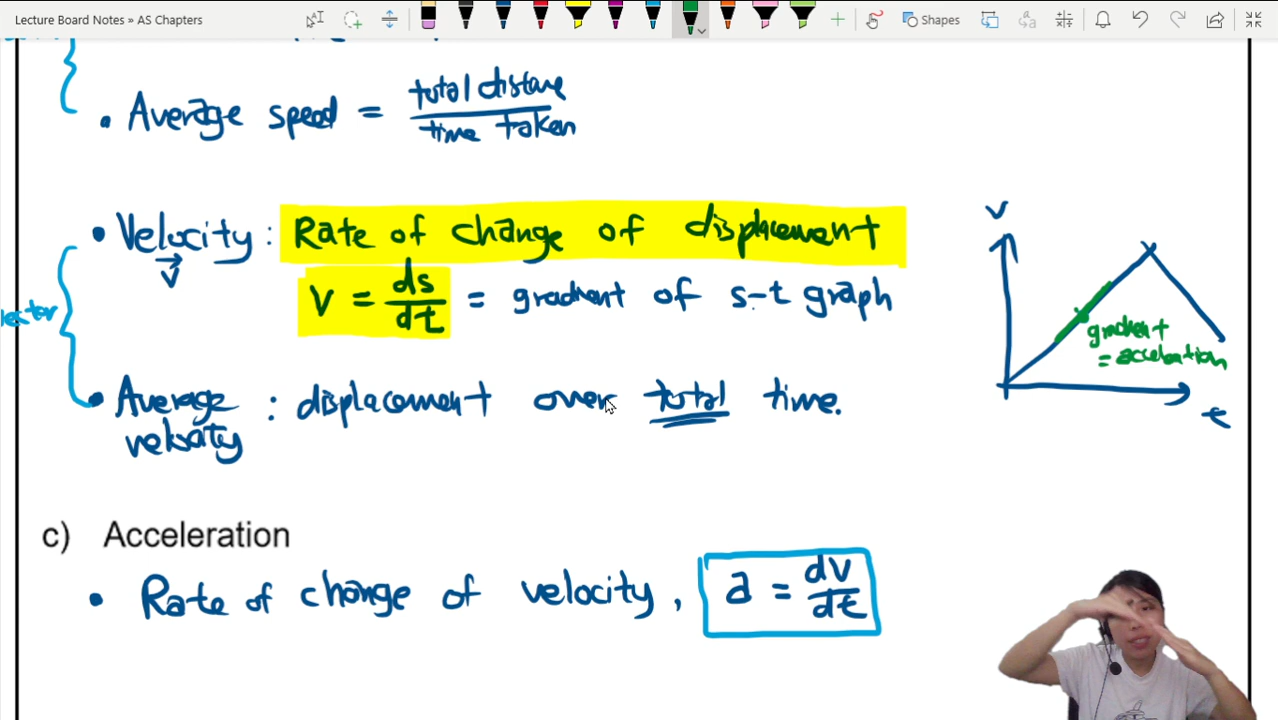 Lecture Board Notes » AS Chapters
Shapes
• Average speed = total distance
time taken
• Velocity : Rate of change of displacement
v
v = ds/dt = gradient of s-t graph
• Average velocity : displacement over total time.
v
gradient
= acceleration
t
c) Acceleration
• Rate of change of velocity, a = dv/dt